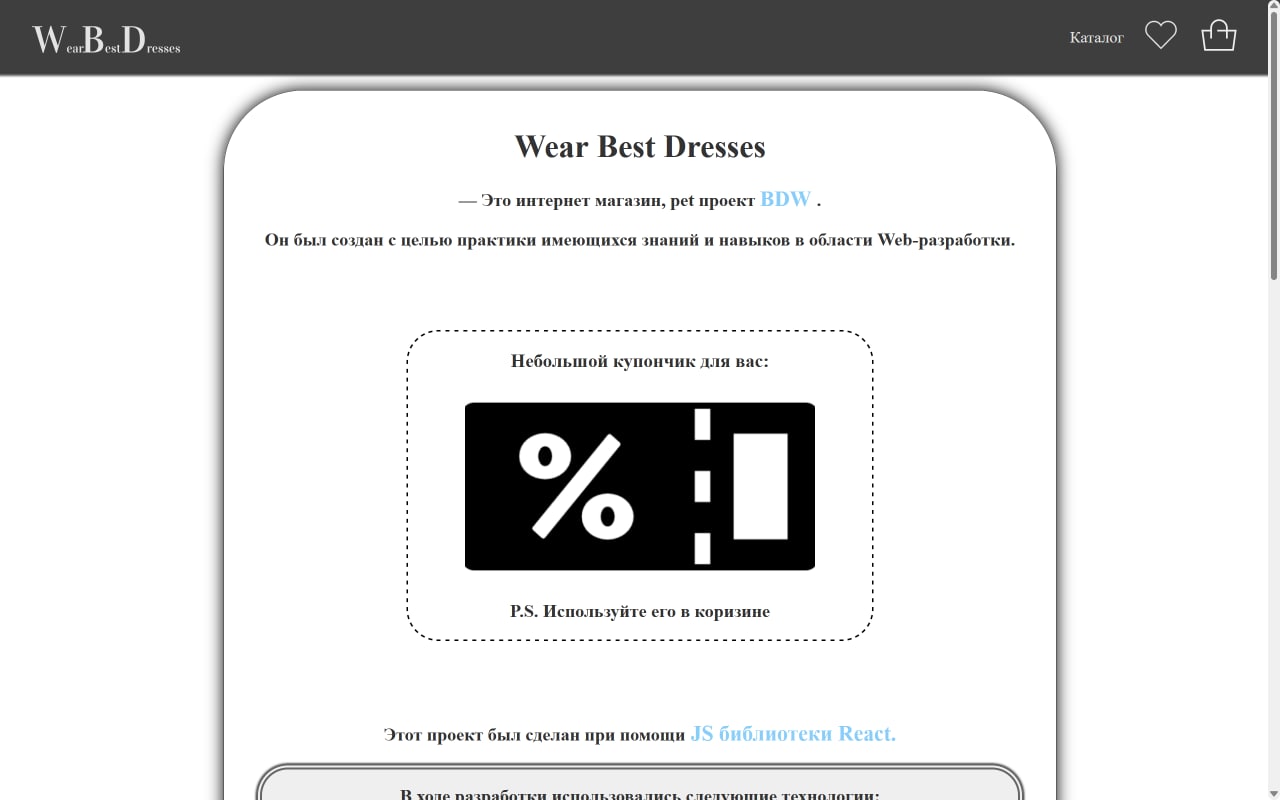 WearBestDresses
Каталог
Wear Best Dresses
— Это интернет магазин, pet проект BDW .
Он был создан с целью практики имеющихся знаний и навыков в области Web-разработки.
Небольшой купончик для вас:
%
P.S. Используйте его в коризине
Этот проект был сделан при помощи JS библиотеки React.
В ходе разработки использовались следующие технологии: